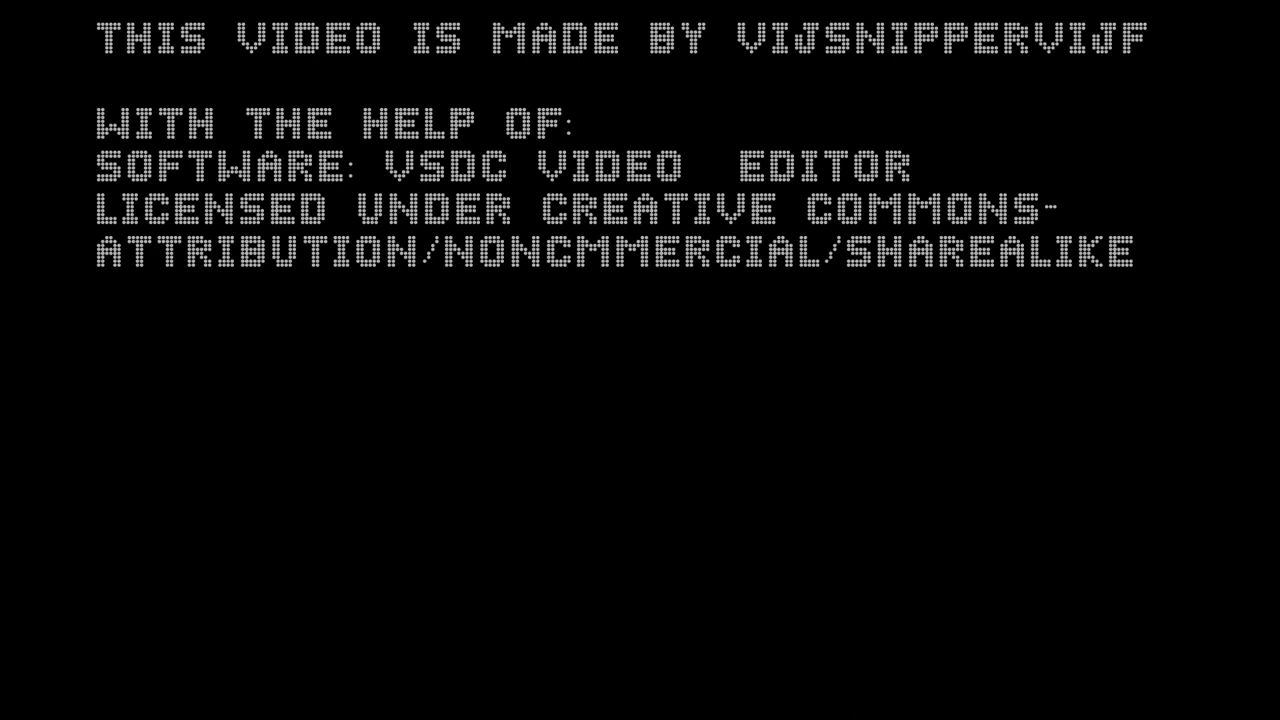 THIS VIDEO IS MADE BY VIJSNIPPERVIJF
WITH THE HELP OF:
SOFTWARE: VSDC VIDEO  EDITOR
LICENSED UNDER CREATIVE COMMONS-
ATTRIBUTION/NONCMMERCIAL/SHAREALIKE